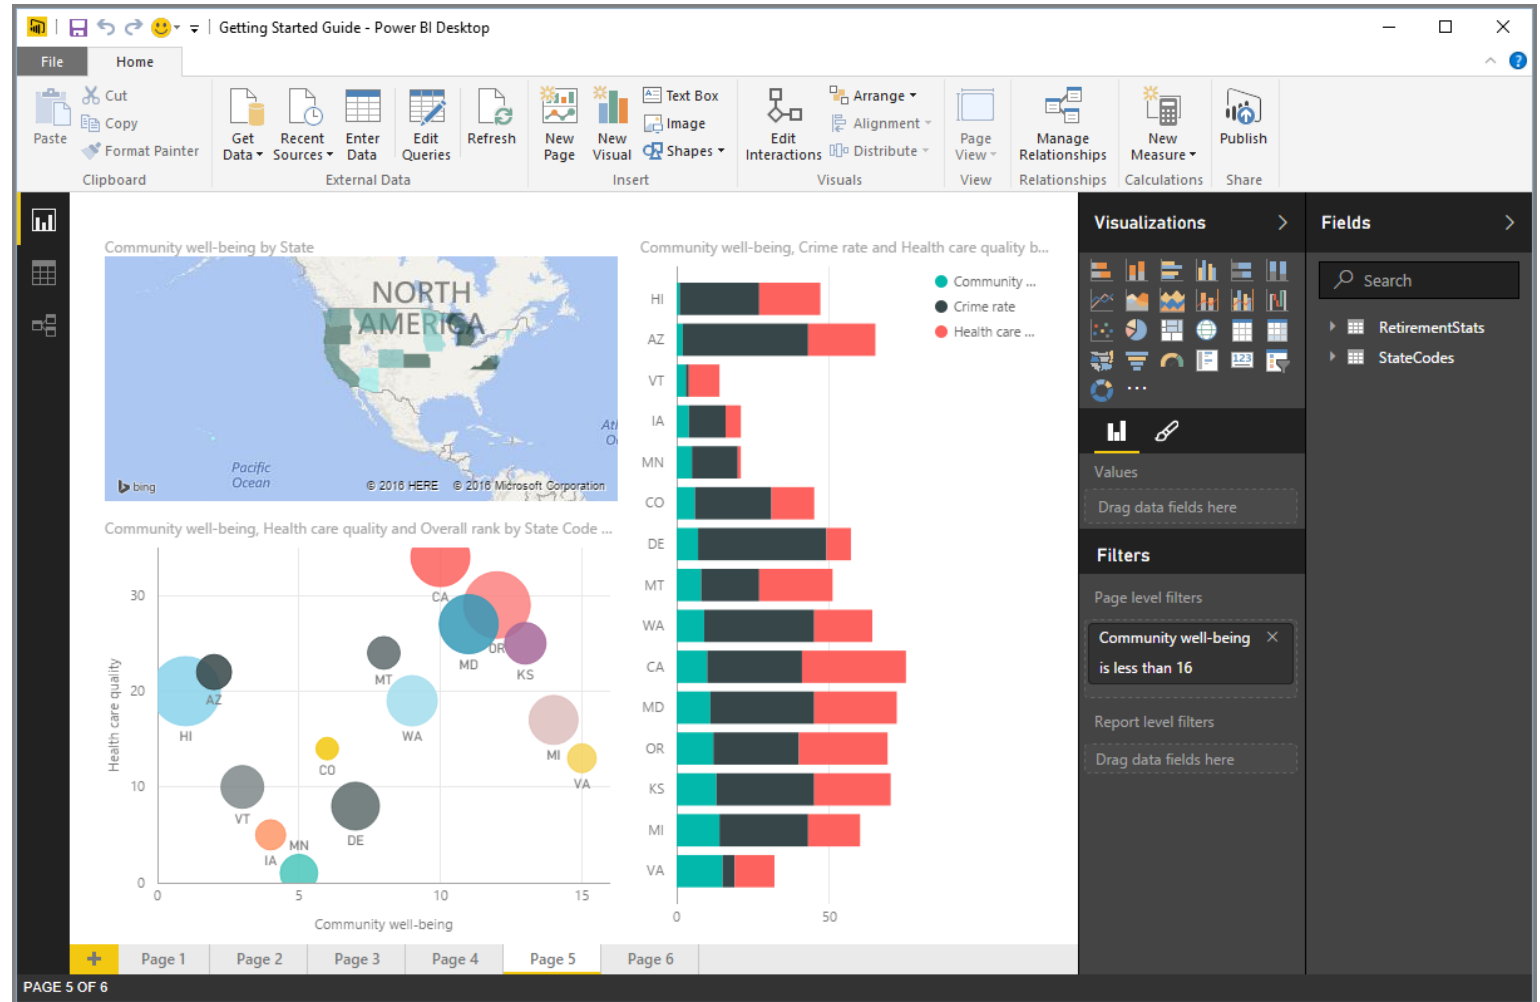 Getting Started Guide - Power BI Desktop
File
Home
Paste
Cut
Copy
Format Painter
Clipboard
Get Data
Recent Sources
Enter Data
Edit Queries
Refresh
External Data
New Page
New Visual
Text Box
Image
Shapes
Insert
Edit Interactions
Arrange
Alignment
Distribute
Visuals
Page View
View
Manage Relationships
Relationships
New Measure
Calculations
Publish
Share
Community well-being by State
NORTH
AMERICA
Pacific
Ocean
Atl
O
bing
© 2016 HERE © 2016 Microsoft Corporation
Community well-being, Health care quality and Overall rank by State Code ...
Health care quality
30
20
10
0
CA
OR
MD
KS
MT
AZ
HI
WA
MI
CO
VA
VT
DE
MN
IA
0 5 10 15
Community well-being
Community well-being, Crime rate and Health care quality b...
Community ...
Crime rate
Health care ...
HI
AZ
VT
IA
MN
CO
DE
MT
WA
CA
MD
OR
KS
MI
VA
0 50
Visualizations
123
Values
Drag data fields here
Filters
Page level filters
Community well-being
is less than 16
Report level filters
Drag data fields here
Fields
Search
RetirementStats
StateCodes
Page 1
Page 2
Page 3
Page 4
Page 5
Page 6
PAGE 5 OF 6